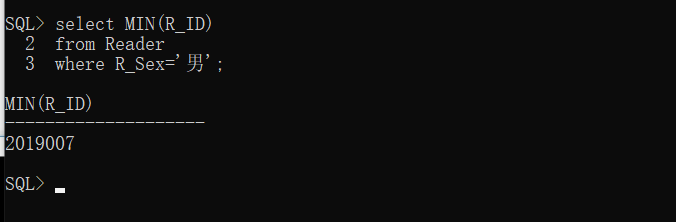 SQL> select MIN(R_ID)
2 from Reader
3 where R_Sex='男';
MIN(R_ID)
--------------------
2019007
SQL>